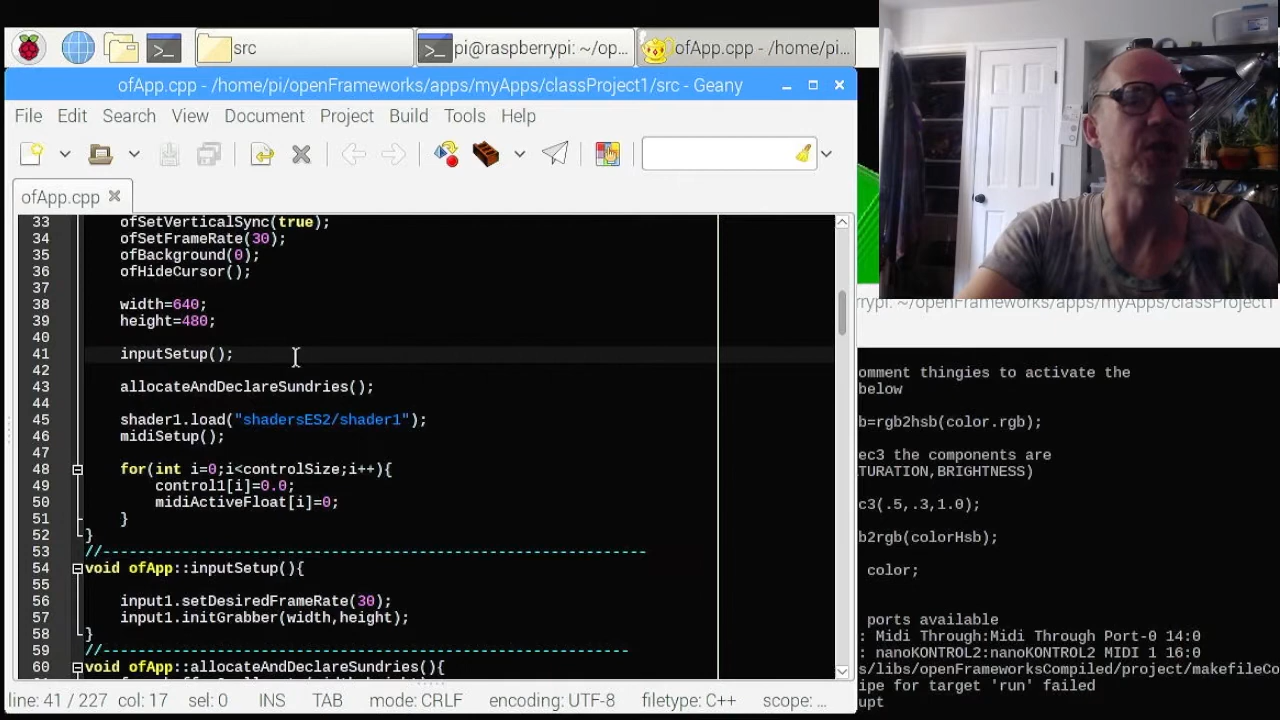 src
pi@raspberrypi: ~/op...
ofApp.cpp - /home/pi...
ofApp.cpp - /home/pi/openFrameworks/apps/myApps/classProject1/src - Geany
File Edit Search View Document Project Build Tools Help
ofApp.cpp
33 ofSetVerticalSync(true);
34 ofSetFrameRate(30);
35 ofBackground(0);
36 ofHideCursor();
37
38 width=640;
39 height=480;
40
41 inputSetup();
42
43 allocateAndDeclareSundries();
44
45 shader1.load("shadersES2/shader1");
46 midiSetup();
47
48 for(int i=0;i<controlSize;i++){
49 control1[i]=0.0;
50 midiActiveFloat[i]=0;
51 }
52 }
53 //--------------------------------------------------------------
54 void ofApp::inputSetup(){
55
56 input1.setDesiredFrameRate(30);
57 input1.initGrabber(width,height);
58 }
59 //------------------------------------------------------------
60 void ofApp::allocateAndDeclareSundries(){
line: 41 / 227 col: 17 sel: 0 INS TAB mode: CRLF encoding: UTF-8 filetype: C++ scope: ...
rrypi: ~/openFrameworks/apps/myApps/classProject1
omment thingies to activate the
below
b=rgb2hsb(color.rgb);
ec3 the components are
TURATION,BRIGHTNESS)
c3(.5,.3,1.0);
b2rgb(colorHsb);
color;
ports available
: Midi Through:Midi Through Port-0 14:0
: nanoKONTROL2:nanoKONTROL2 MIDI 1 16:0
s/libs/openFrameworksCompiled/project/makefileCo
ipe for target 'run' failed
upt